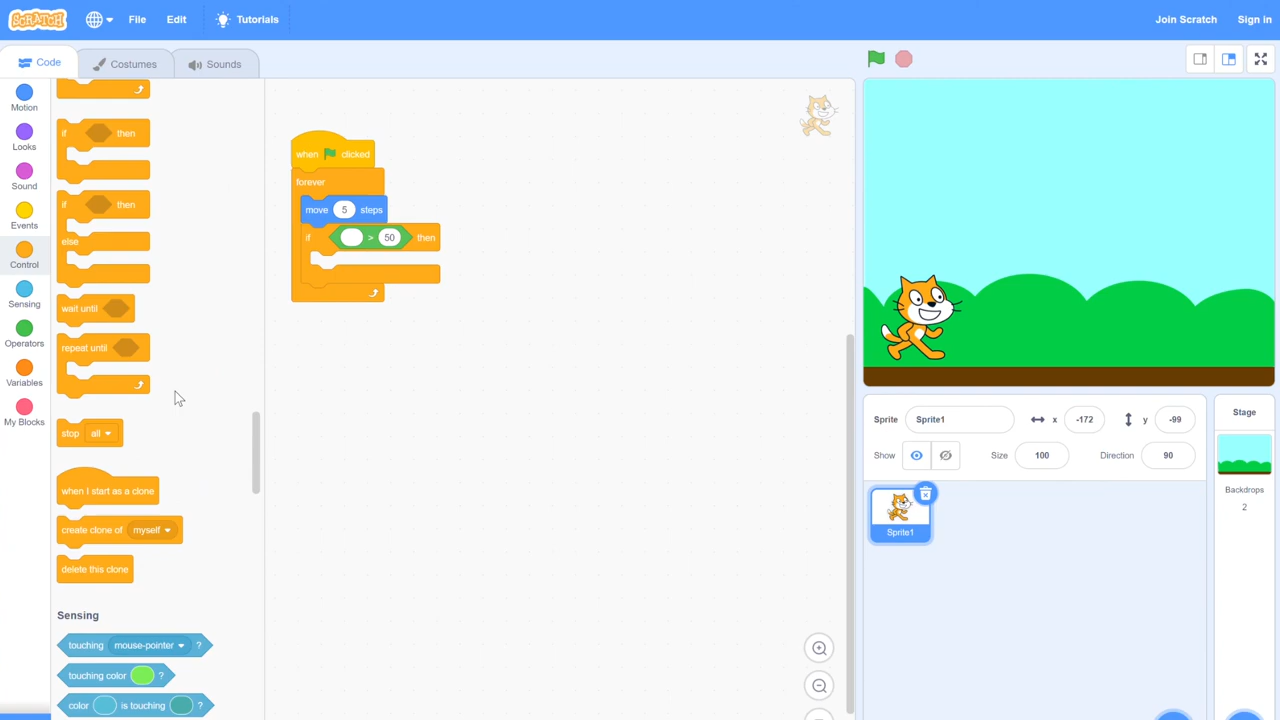 SCRATCH File Edit Tutorials Join Scratch Sign in
Code Costumes Sounds
Motion
Looks
Sound
Events
Control
Sensing
Operators
Variables
My Blocks
if then
if then
else
wait until
repeat until
stop all
when I start as a clone
create clone of myself
delete this clone
Sensing
touching mouse-pointer ?
touching color ?
color is touching ?
when clicked
forever
move 5 steps
if > 50 then
Sprite Sprite1 x -172 y -99
Show Size 100 Direction 90
Sprite1
Stage
Backdrops
2